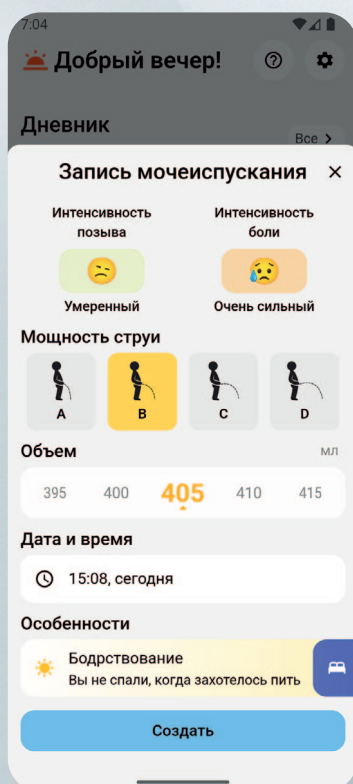 7:04
Добрый вечер!
Дневник
Все >
Запись мочеиспускания ×
Интенсивность позыва
Интенсивность боли
Умеренный
Очень сильный
Мощность струи
A B C D
Объем мл
395 400 405 410 415
Дата и время
15:08, сегодня
Особенности
Бодрствование
Вы не спали, когда захотелось пить
Создать